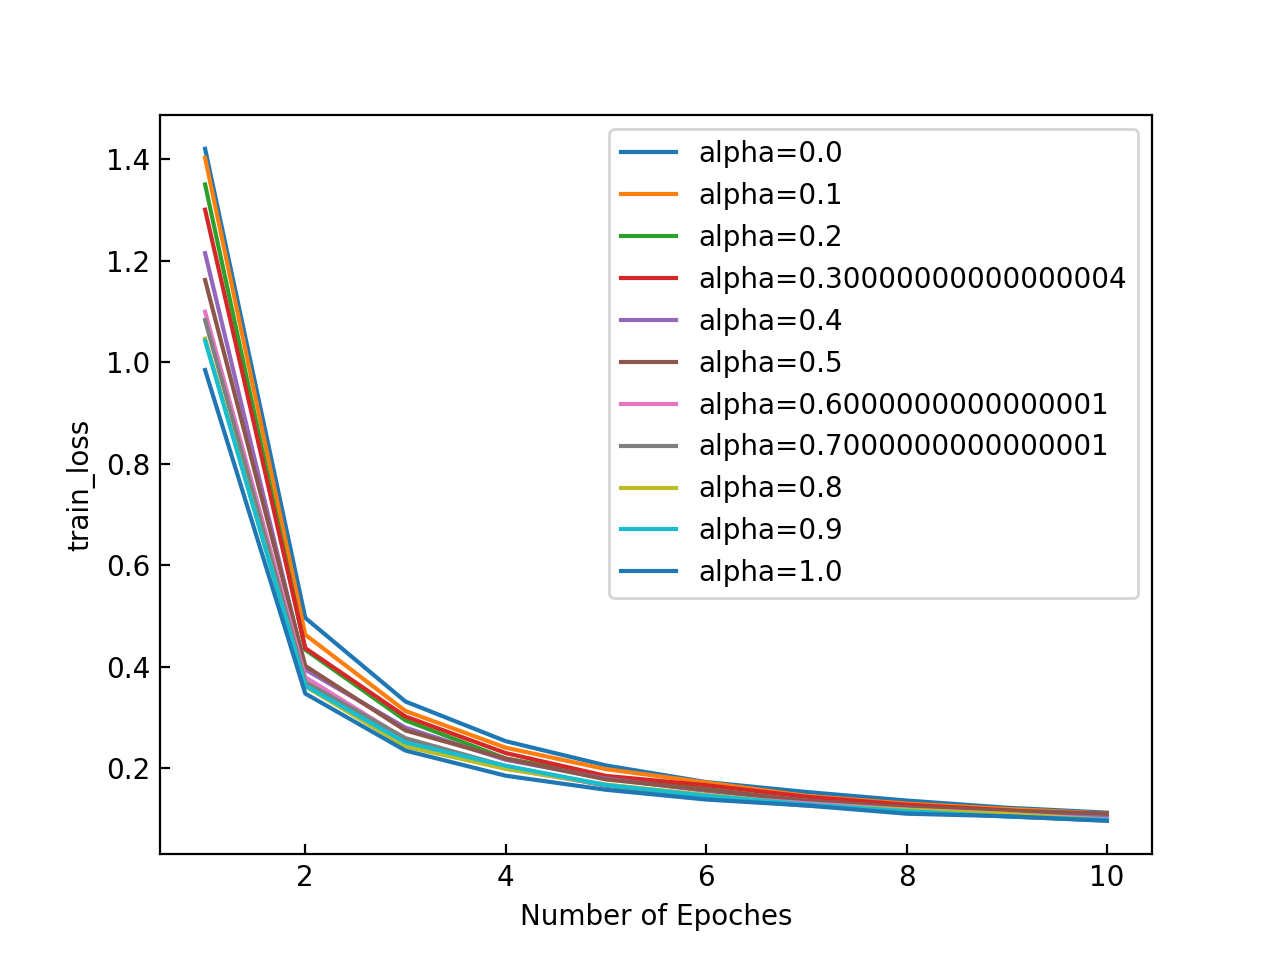 1.4
1.2
1.0
0.8
0.6
0.4
0.2
train_loss
alpha=0.0
alpha=0.1
alpha=0.2
alpha=0.30000000000000004
alpha=0.4
alpha=0.5
alpha=0.6000000000000001
alpha=0.7000000000000001
alpha=0.8
alpha=0.9
alpha=1.0
2 4 6 8 10
Number of Epoches